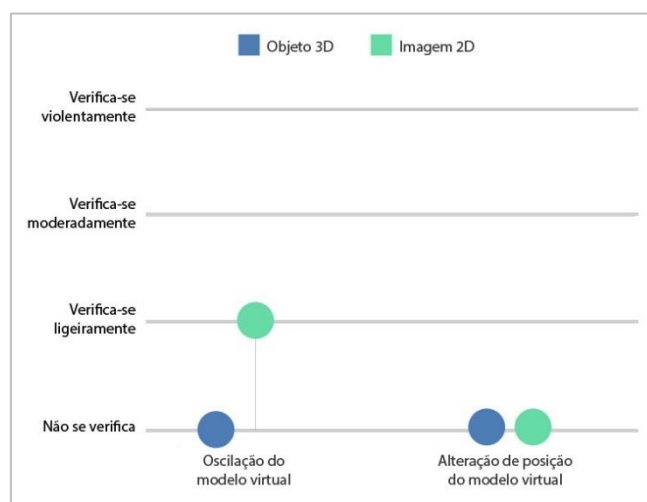 Objeto 3D
Imagem 2D
Verifica-se
violentamente
Verifica-se
moderadamente
Verifica-se
ligeiramente
Não se verifica
Oscilação do
modelo virtual
Alteração de posição
do modelo virtual